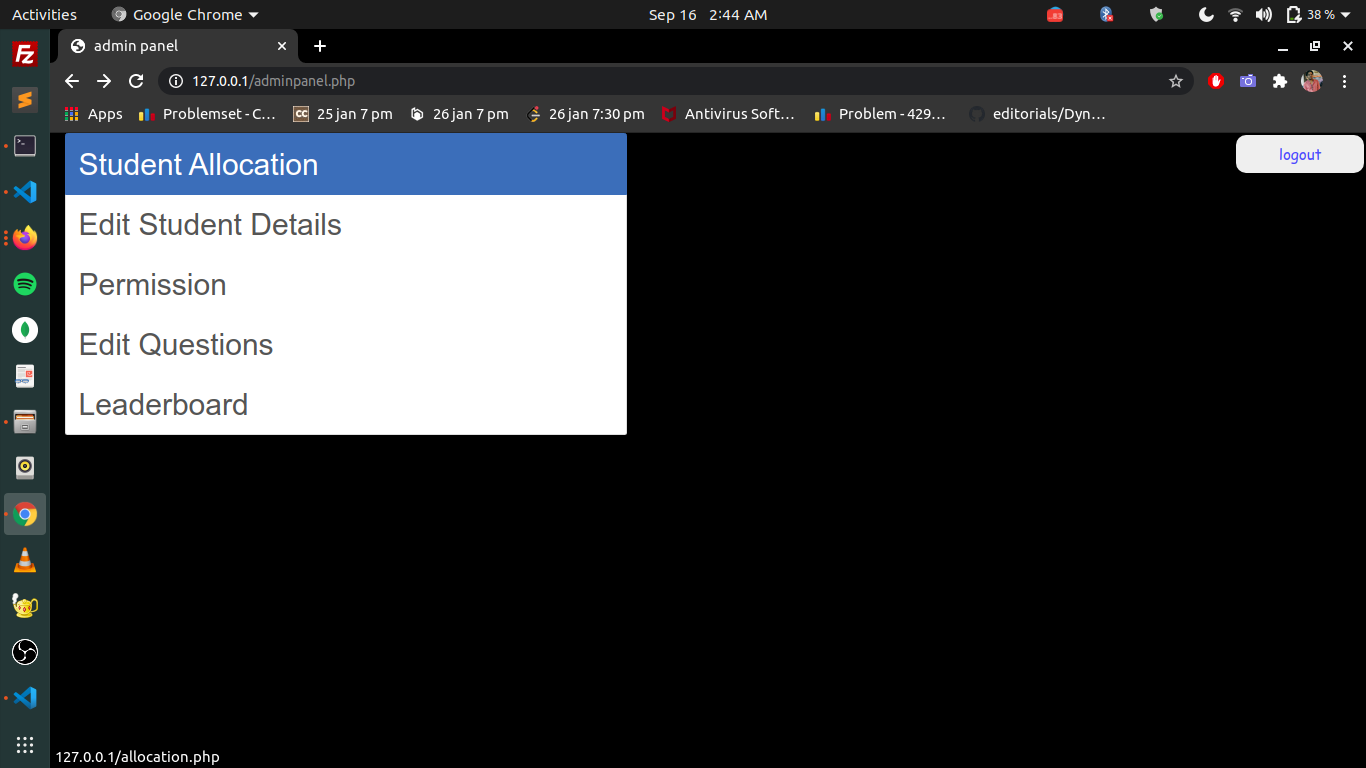 Activities Google Chrome Sep 16 2:44 AM 38 %
admin panel
127.0.0.1/adminpanel.php
Apps Problemset - C… CC 25 jan 7 pm 26 jan 7 pm 26 jan 7:30 pm Antivirus Soft… Problem - 429… editorials/Dyn…
Student Allocation
logout
Edit Student Details
Permission
Edit Questions
Leaderboard
127.0.0.1/allocation.php